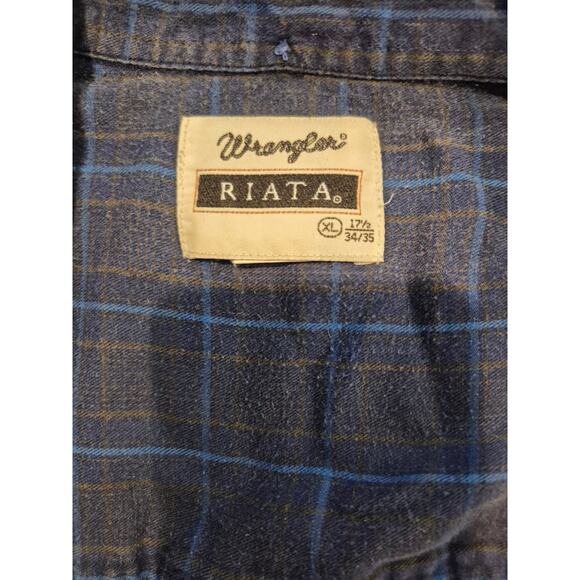 Wrangler®
RIATA®
XL 17½
34/35